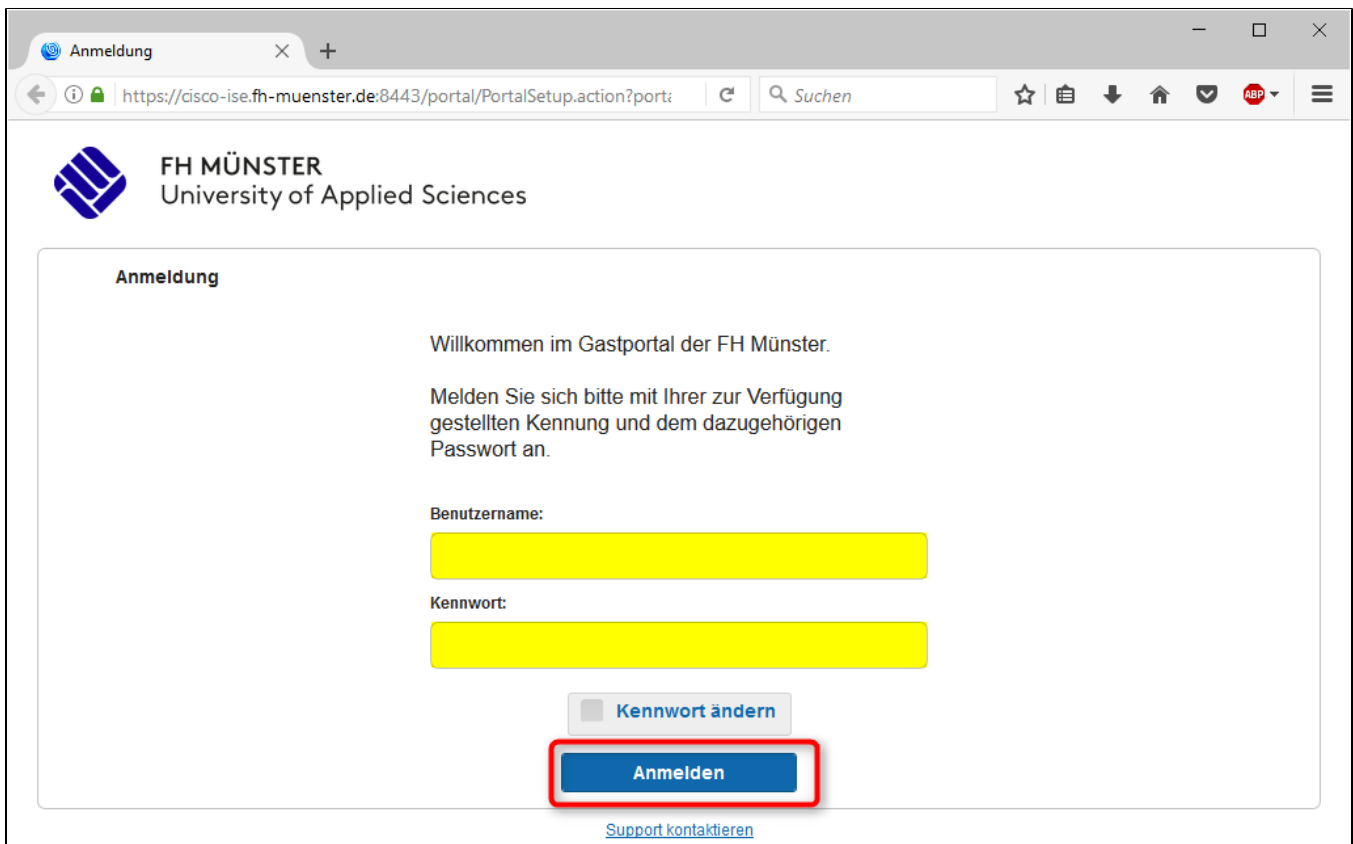 Anmeldung
https://cisco-ise.fh-muenster.de:8443/portal/PortalSetup.action?porta
Suchen
ABP
FH MÜNSTER
University of Applied Sciences
Anmeldung
Willkommen im Gastportal der FH Münster.
Melden Sie sich bitte mit Ihrer zur Verfügung
gestellten Kennung und dem dazugehörigen
Passwort an.
Benutzername:
Kennwort:
Kennwort ändern
Anmelden
Support kontaktieren